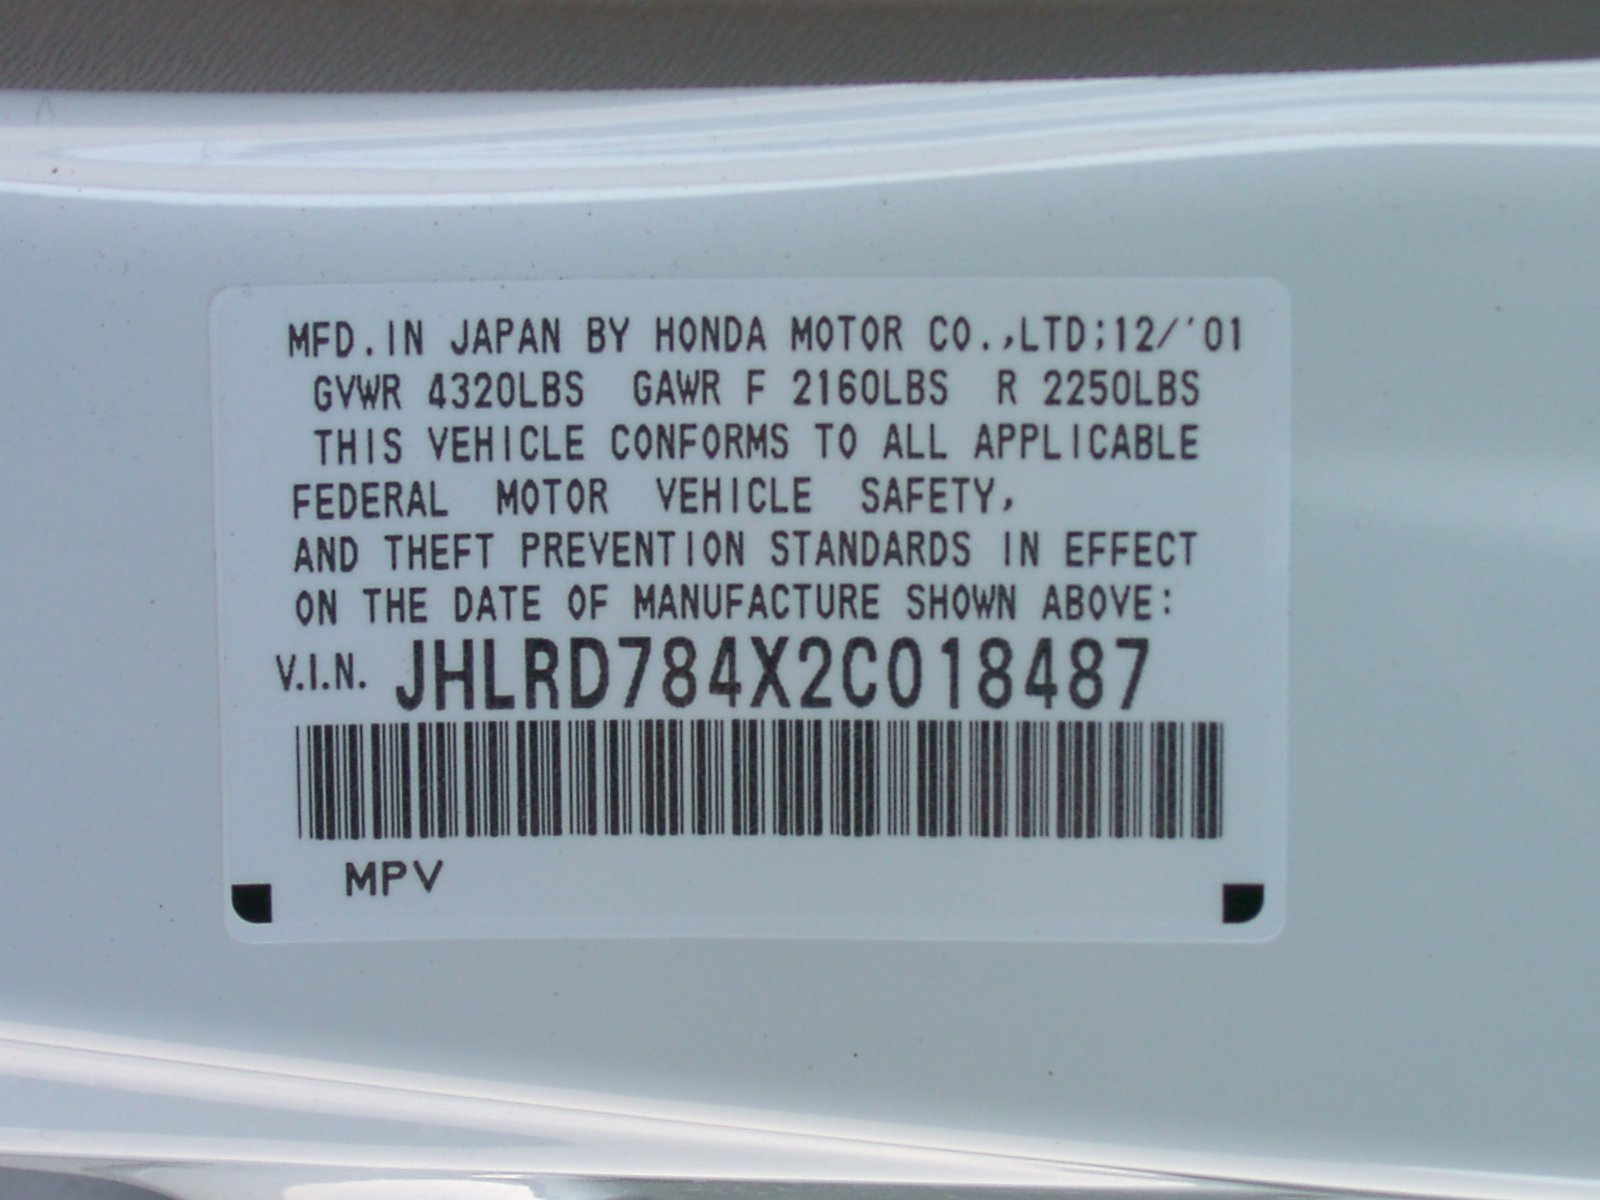 MFD. IN JAPAN BY HONDA MOTOR CO.,LTD;12/'01
GVWR 4320LBS GAWR F 2160LBS R 2250LBS
THIS VEHICLE CONFORMS TO ALL APPLICABLE
FEDERAL MOTOR VEHICLE SAFETY,
AND THEFT PREVENTION STANDARDS IN EFFECT
ON THE DATE OF MANUFACTURE SHOWN ABOVE:
V.I.N. JHLRD784X2C018487
MPV